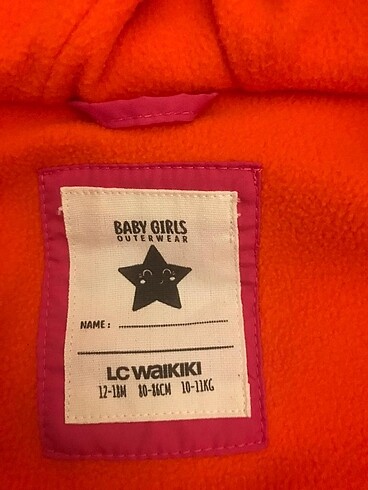 BABY GIRLS
OUTERWEAR
NAME:
LC WAIKIKI
12-18M 80-86CM 10-11KG